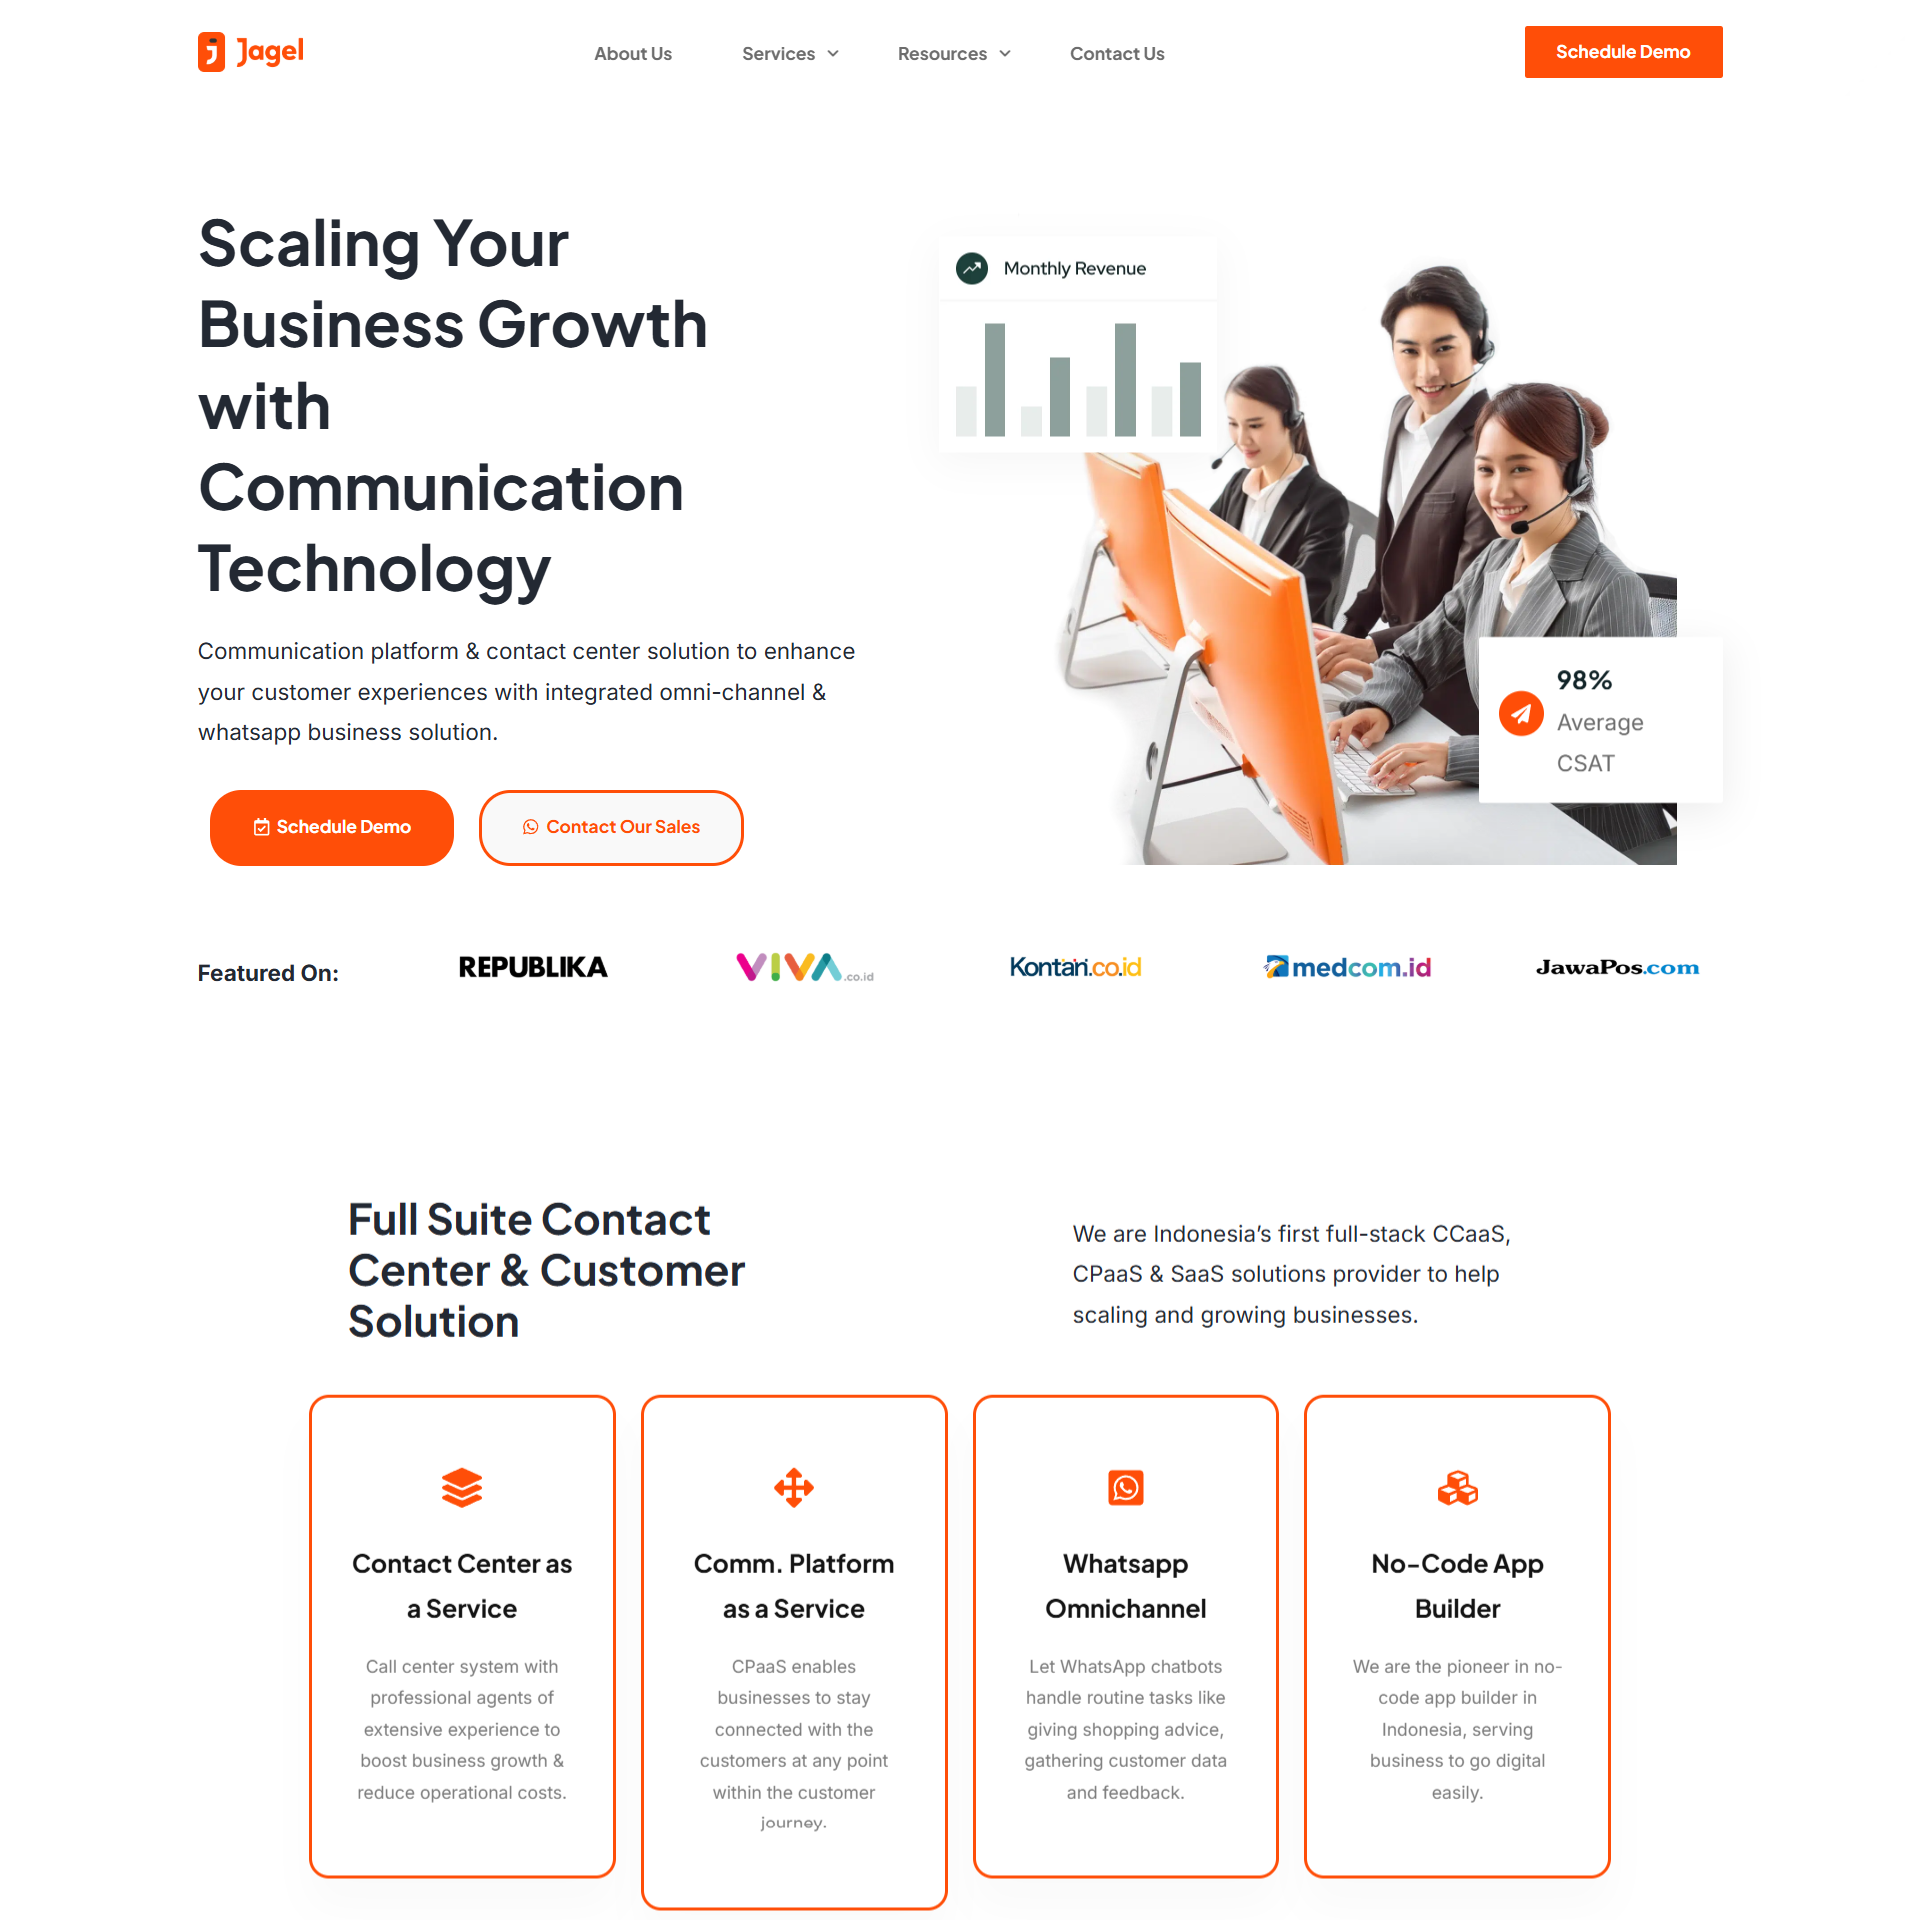 Jagel
About Us
Services
Resources
Contact Us
Schedule Demo
Scaling Your
Business Growth
with
Communication
Technology
Communication platform & contact center solution to enhance
your customer experiences with integrated omni-channel &
whatsapp business solution.
Schedule Demo
Contact Our Sales
Monthly Revenue
98%
Average
CSAT
Featured On:
REPUBLIKA
VIVA.co.id
Kontan.co.id
medcom.id
JawaPos.com
Full Suite Contact
Center & Customer
Solution
We are Indonesia’s first full-stack CCaaS,
CPaaS & SaaS solutions provider to help
scaling and growing businesses.
Contact Center as
a Service
Call center system with
professional agents of
extensive experience to
boost business growth &
reduce operational costs.
Comm. Platform
as a Service
CPaaS enables
businesses to stay
connected with the
customers at any point
within the customer
journey.
Whatsapp
Omnichannel
Let WhatsApp chatbots
handle routine tasks like
giving shopping advice,
gathering customer data
and feedback.
No-Code App
Builder
We are the pioneer in no-
code app builder in
Indonesia, serving
business to go digital
easily.